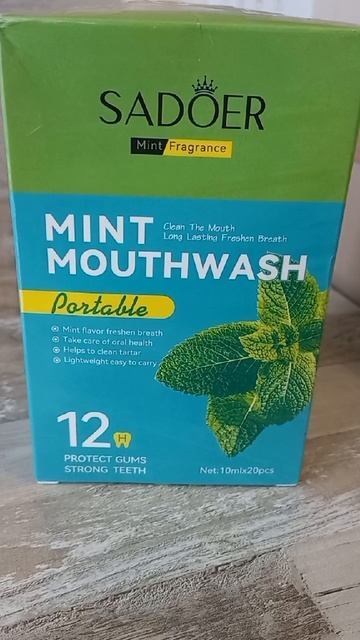 SADOER
Mint Fragrance
MINT
Clean The Mouth
Long Lasting Freshen Breath
MOUTHWASH
Portable
Mint flavor freshen breath
Take care of oral health
Helps to clean tartar
Lightweight easy to carry
12H
PROTECT GUMS
STRONG TEETH
Net:10mlx20pcs